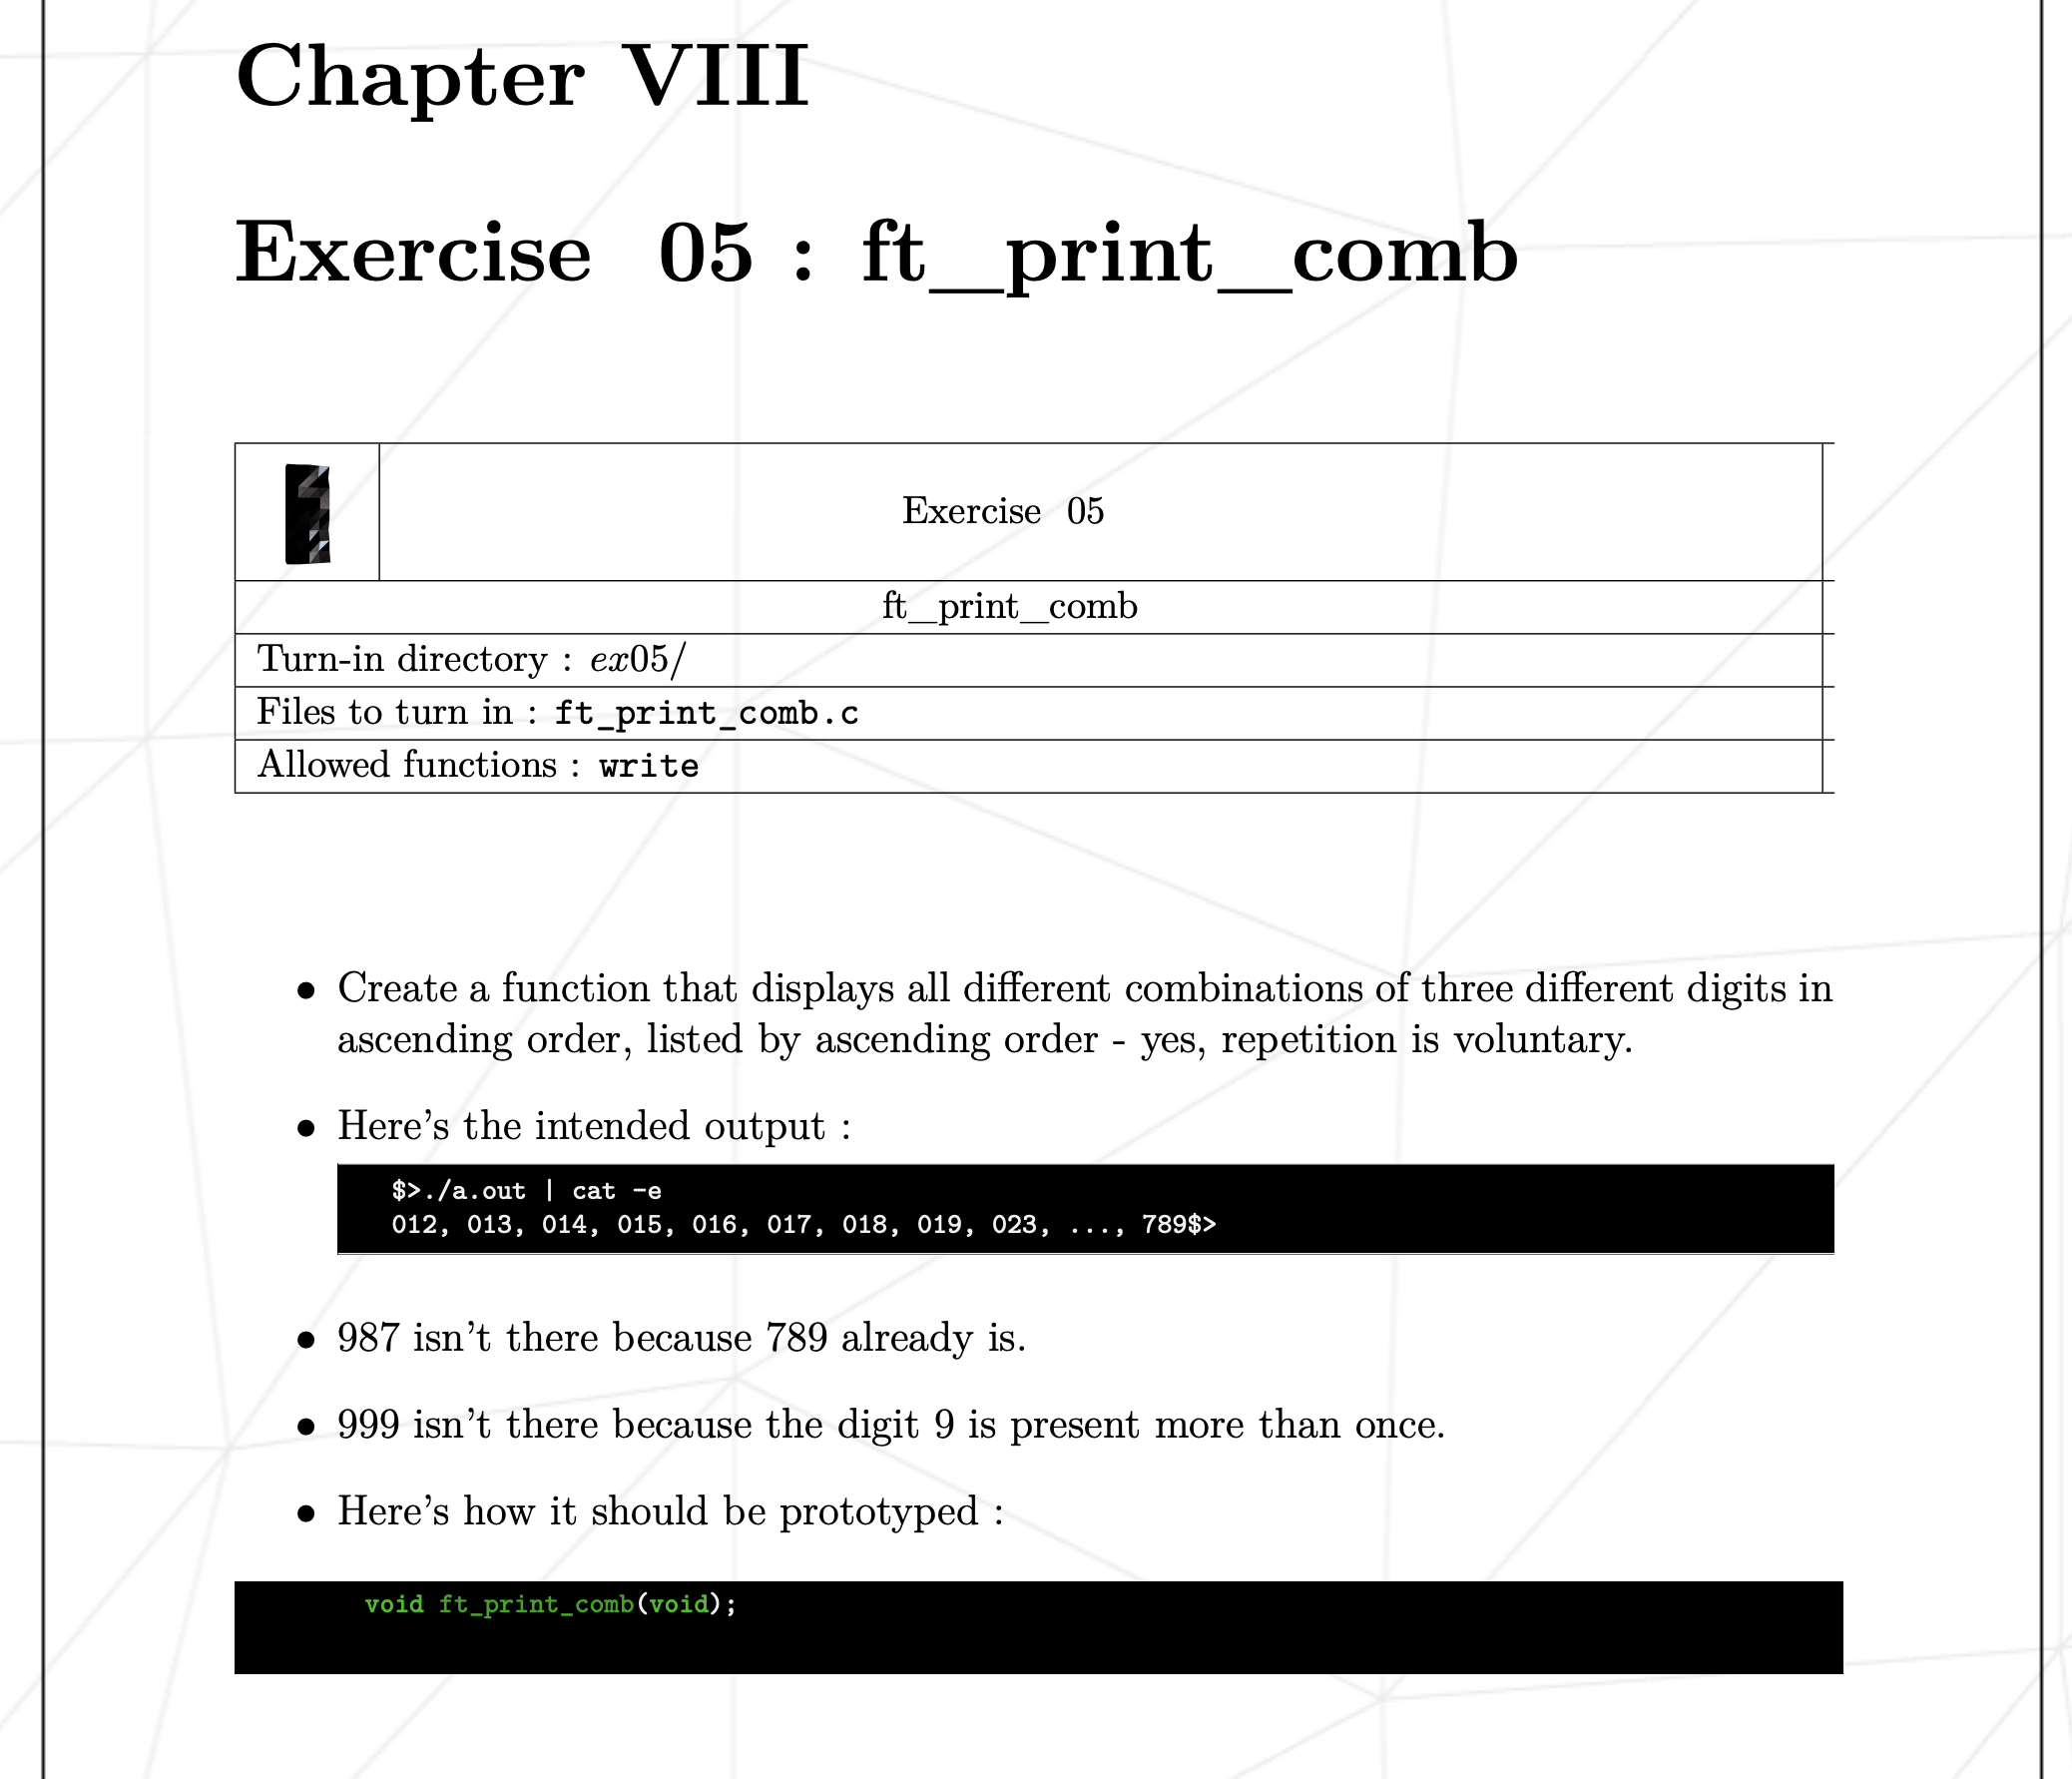 Chapter VIII
Exercise 05 : ft_print_comb
Exercise 05
ft_print_comb
Turn-in directory : ex05/
Files to turn in : ft_print_comb.c
Allowed functions : write
• Create a function that displays all different combinations of three different digits in
ascending order, listed by ascending order - yes, repetition is voluntary.
• Here's the intended output :
$>./a.out | cat -e
012, 013, 014, 015, 016, 017, 018, 019, 023, ..., 789$>
• 987 isn't there because 789 already is.
• 999 isn't there because the digit 9 is present more than once.
• Here's how it should be prototyped :
void ft_print_comb(void);